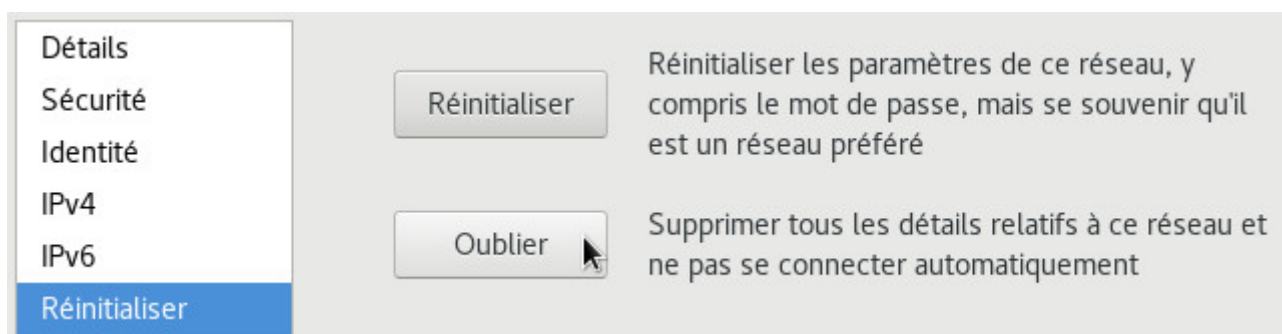 Détails
Sécurité
Identité
IPv4
IPv6
Réinitialiser
Réinitialiser
Réinitialiser les paramètres de ce réseau, y
compris le mot de passe, mais se souvenir qu'il
est un réseau préféré
Oublier
Supprimer tous les détails relatifs à ce réseau et
ne pas se connecter automatiquement